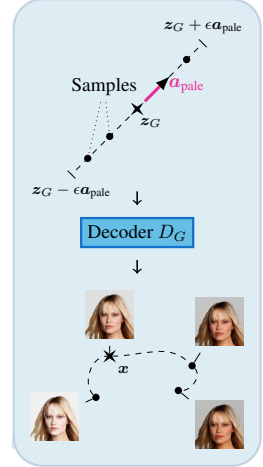 z_G + ϵa_pale
Samples
a_pale
z_G
z_G − ϵa_pale
Decoder D_G
x